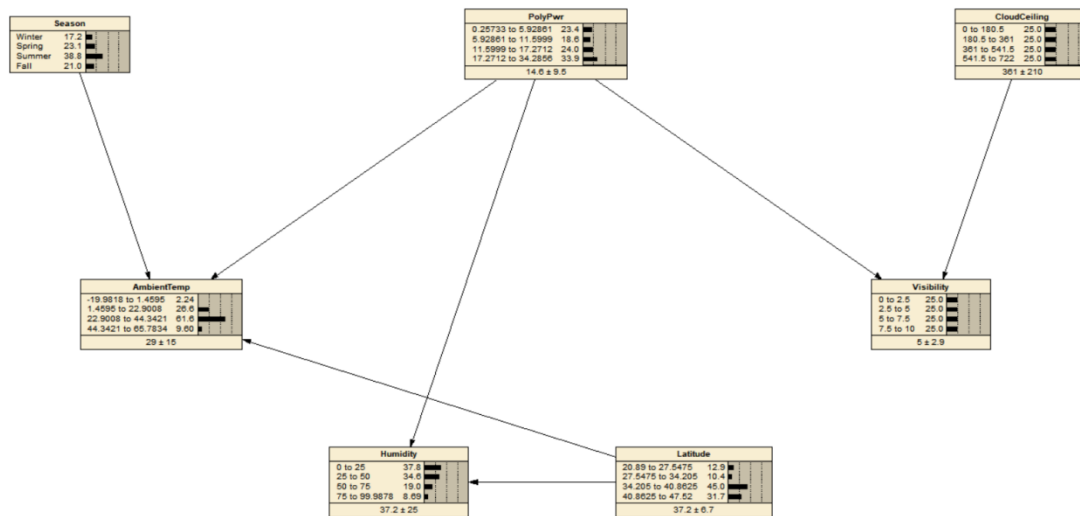 Season
Winter 17.2
Spring 23.1
Summer 38.8
Fall 21.0
PolyPwr
0.25733 to 5.92861 23.4
5.92861 to 11.5999 18.6
11.5999 to 17.2712 24.0
17.2712 to 34.2856 33.9
14.6 ± 9.5
CloudCeiling
0 to 180.5 25.0
180.5 to 361 25.0
361 to 541.5 25.0
541.5 to 722 25.0
361 ± 210
AmbientTemp
-19.9818 to 1.4595 2.24
1.4595 to 22.9008 26.6
22.9008 to 44.3421 61.6
44.3421 to 65.7834 9.60
29 ± 15
Visibility
0 to 2.5 25.0
2.5 to 5 25.0
5 to 7.5 25.0
7.5 to 10 25.0
5 ± 2.9
Humidity
0 to 25 37.8
25 to 50 34.6
50 to 75 19.0
75 to 99.9878 8.69
37.2 ± 25
Latitude
20.89 to 27.5475 12.9
27.5475 to 34.205 10.4
34.205 to 40.8625 45.0
40.8625 to 47.52 31.7
37.2 ± 6.7